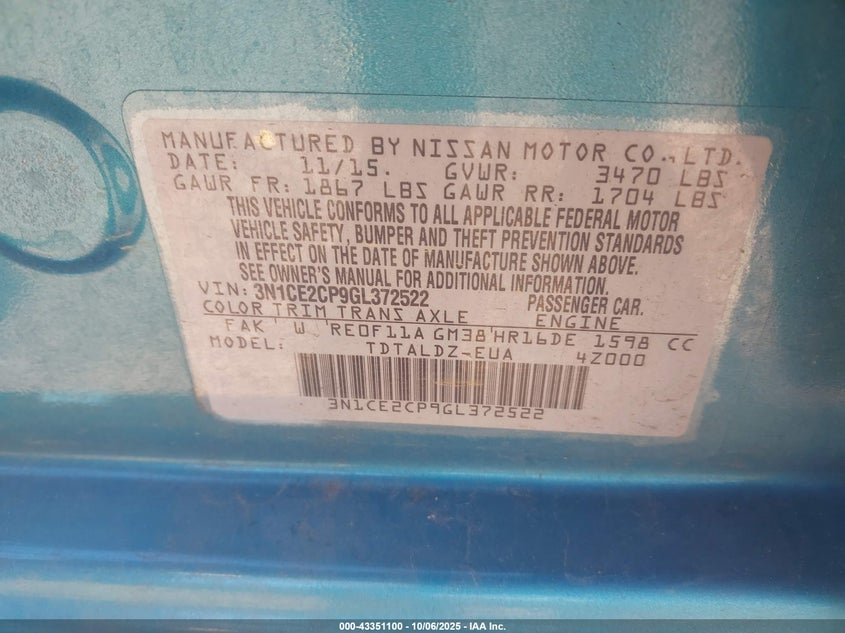 MANUFACTURED BY NISSAN MOTOR CO., LTD.
DATE: 11/15. GVWR: 3470 LBS
GAWR FR: 1867 LBS GAWR RR: 1704 LBS
THIS VEHICLE CONFORMS TO ALL APPLICABLE FEDERAL MOTOR
VEHICLE SAFETY, BUMPER AND THEFT PREVENTION STANDARDS
IN EFFECT ON THE DATE OF MANUFACTURE SHOWN ABOVE.
SEE OWNER'S MANUAL FOR ADDITIONAL INFORMATION.
VIN: 3N1CE2CP9GL372522 PASSENGER CAR.
COLOR TRIM TRANS AXLE ENGINE
FAK W RE0F11A GM38 HR16DE 1598 CC
MODEL: TDTALDZ-EUA 4Z000
3N1CE2CP9GL372522
000-43351100 - 10/06/2025 - IAA Inc.